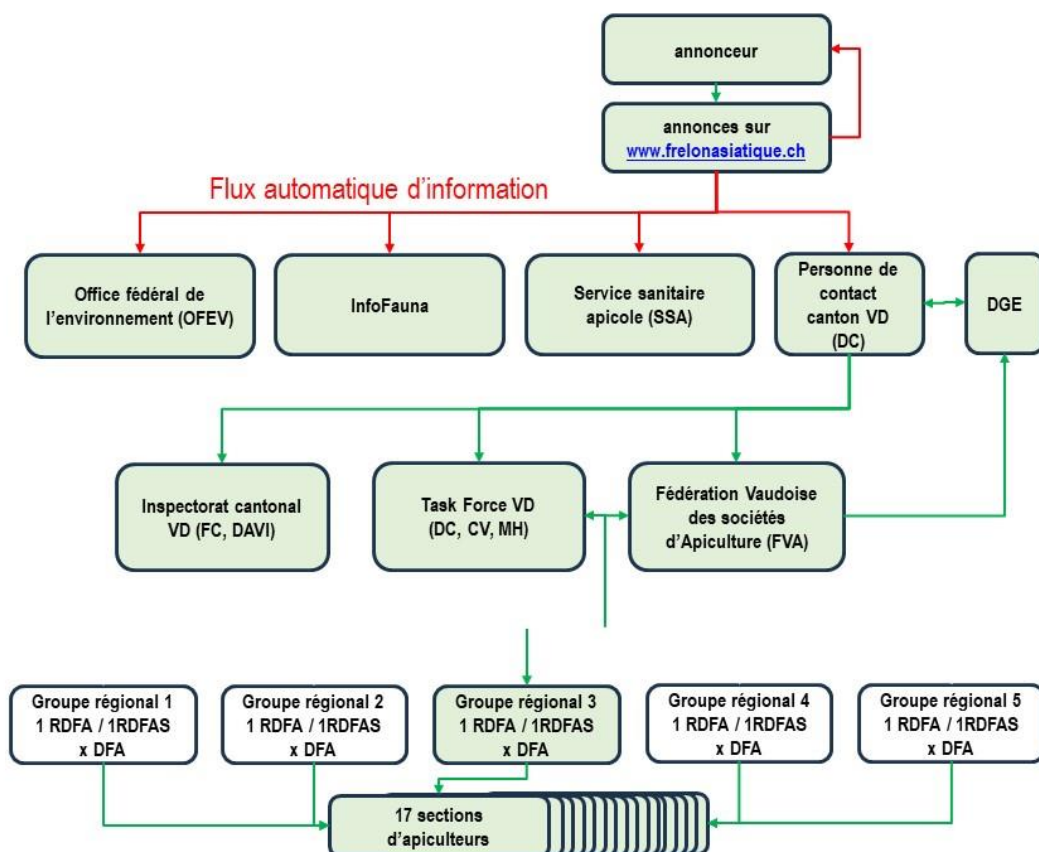 annonceur
annonces sur
www.frelonasiatique.ch
Flux automatique d’information
Office fédéral de
l’environnement (OFEV)
InfoFauna
Service sanitaire
apicole (SSA)
Personne de
contact
canton VD
(DC)
DGE
Inspectorat cantonal
VD (FC, DAVI)
Task Force VD
(DC, CV, MH)
Fédération Vaudoise
des sociétés
d’Apiculture (FVA)
Groupe régional 1
1 RDFA / 1RDFAS
x DFA
Groupe régional 2
1 RDFA / 1RDFAS
x DFA
Groupe régional 3
1 RDFA / 1RDFAS
x DFA
Groupe régional 4
1 RDFA / 1RDFAS
x DFA
Groupe régional 5
1 RDFA / 1RDFAS
x DFA
17 sections
d’apiculteurs